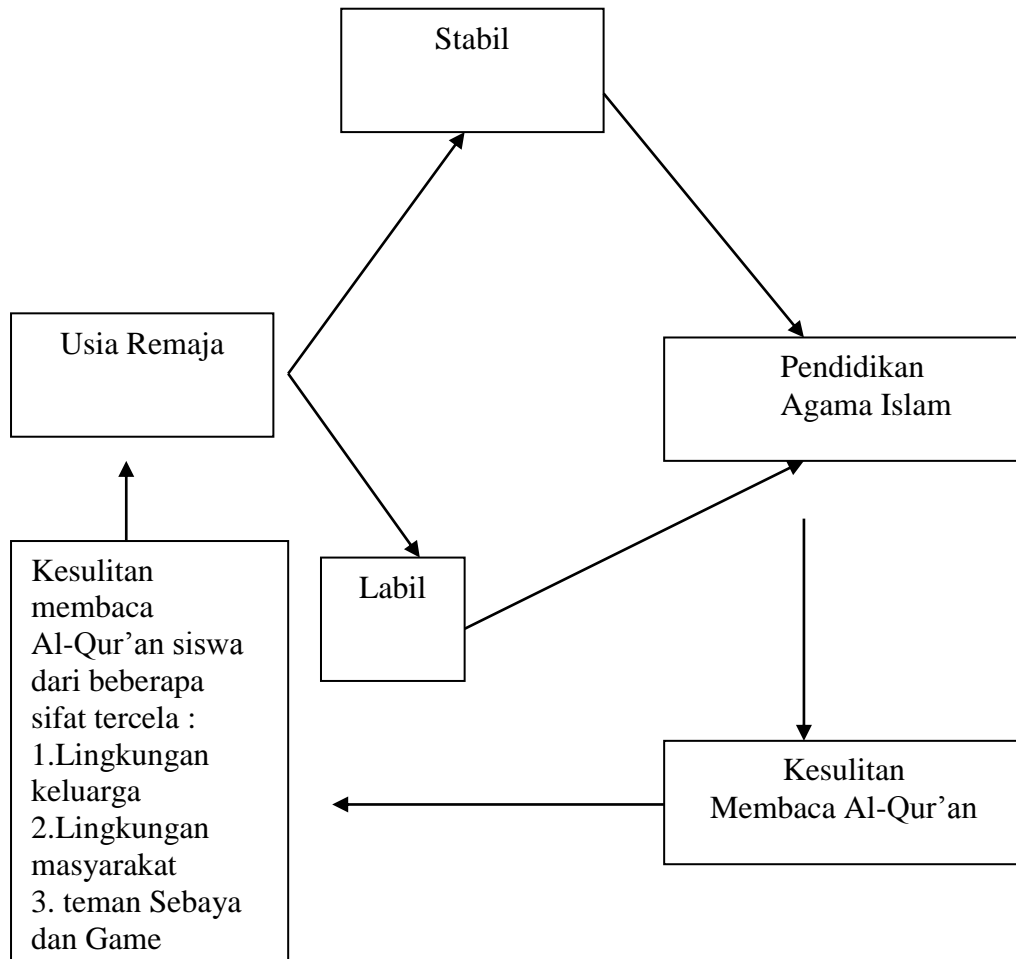 Stabil
Usia Remaja
Pendidikan
Agama Islam
Labil
Kesulitan
membaca
Al-Qur’an siswa
dari beberapa
sifat tercela :
1.Lingkungan
keluarga
2.Lingkungan
masyarakat
3. teman Sebaya
dan Game
Kesulitan
Membaca Al-Qur’an